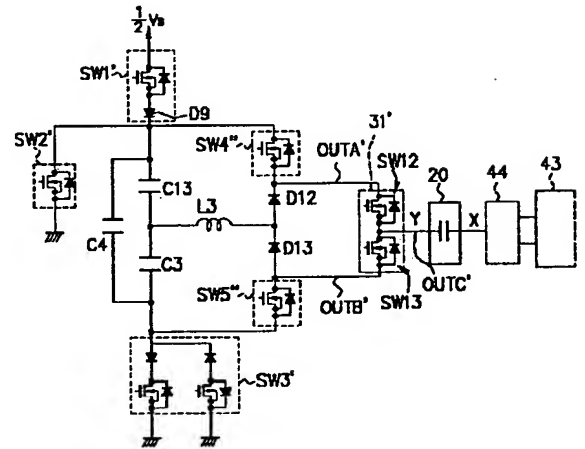 1/2 Vs
SW1'
D9
SW2'
SW4''
OUTA'
31'
SW12
20
44
43
C13
L3
D12
Y
X
C4
C3
D13
SW5''
OUTB'
SW13
OUTC'
SW3'